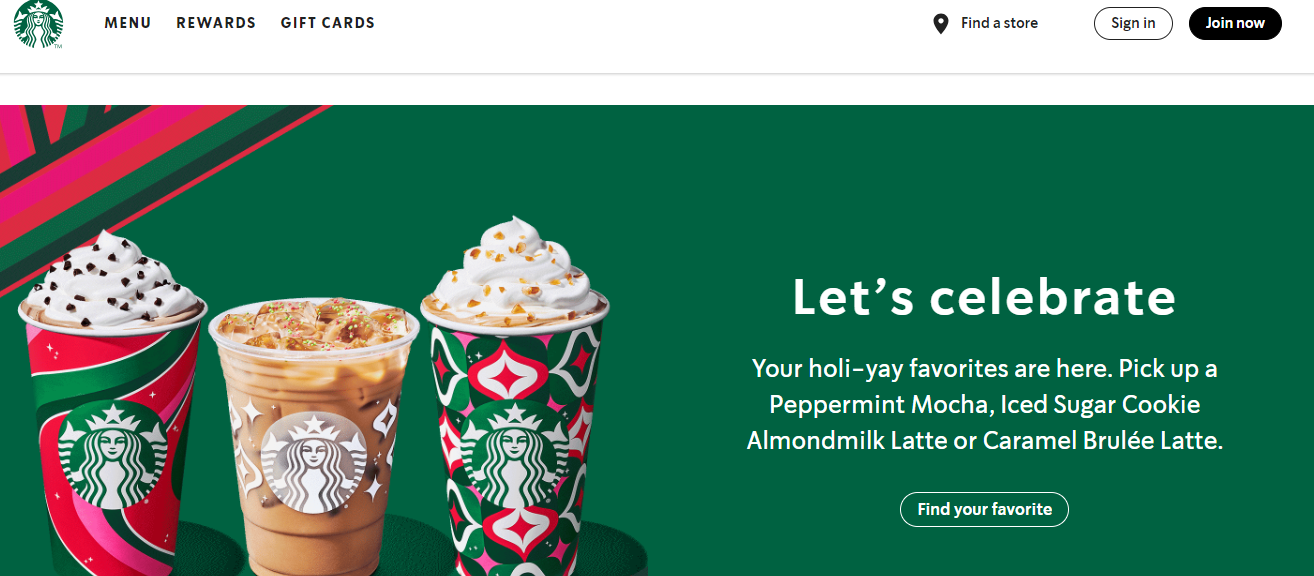 MENU REWARDS GIFT CARDS Find a store Sign in Join now
TM
Let’s celebrate
Your holi-yay favorites are here. Pick up a
Peppermint Mocha, Iced Sugar Cookie
Almondmilk Latte or Caramel Brulée Latte.
Find your favorite